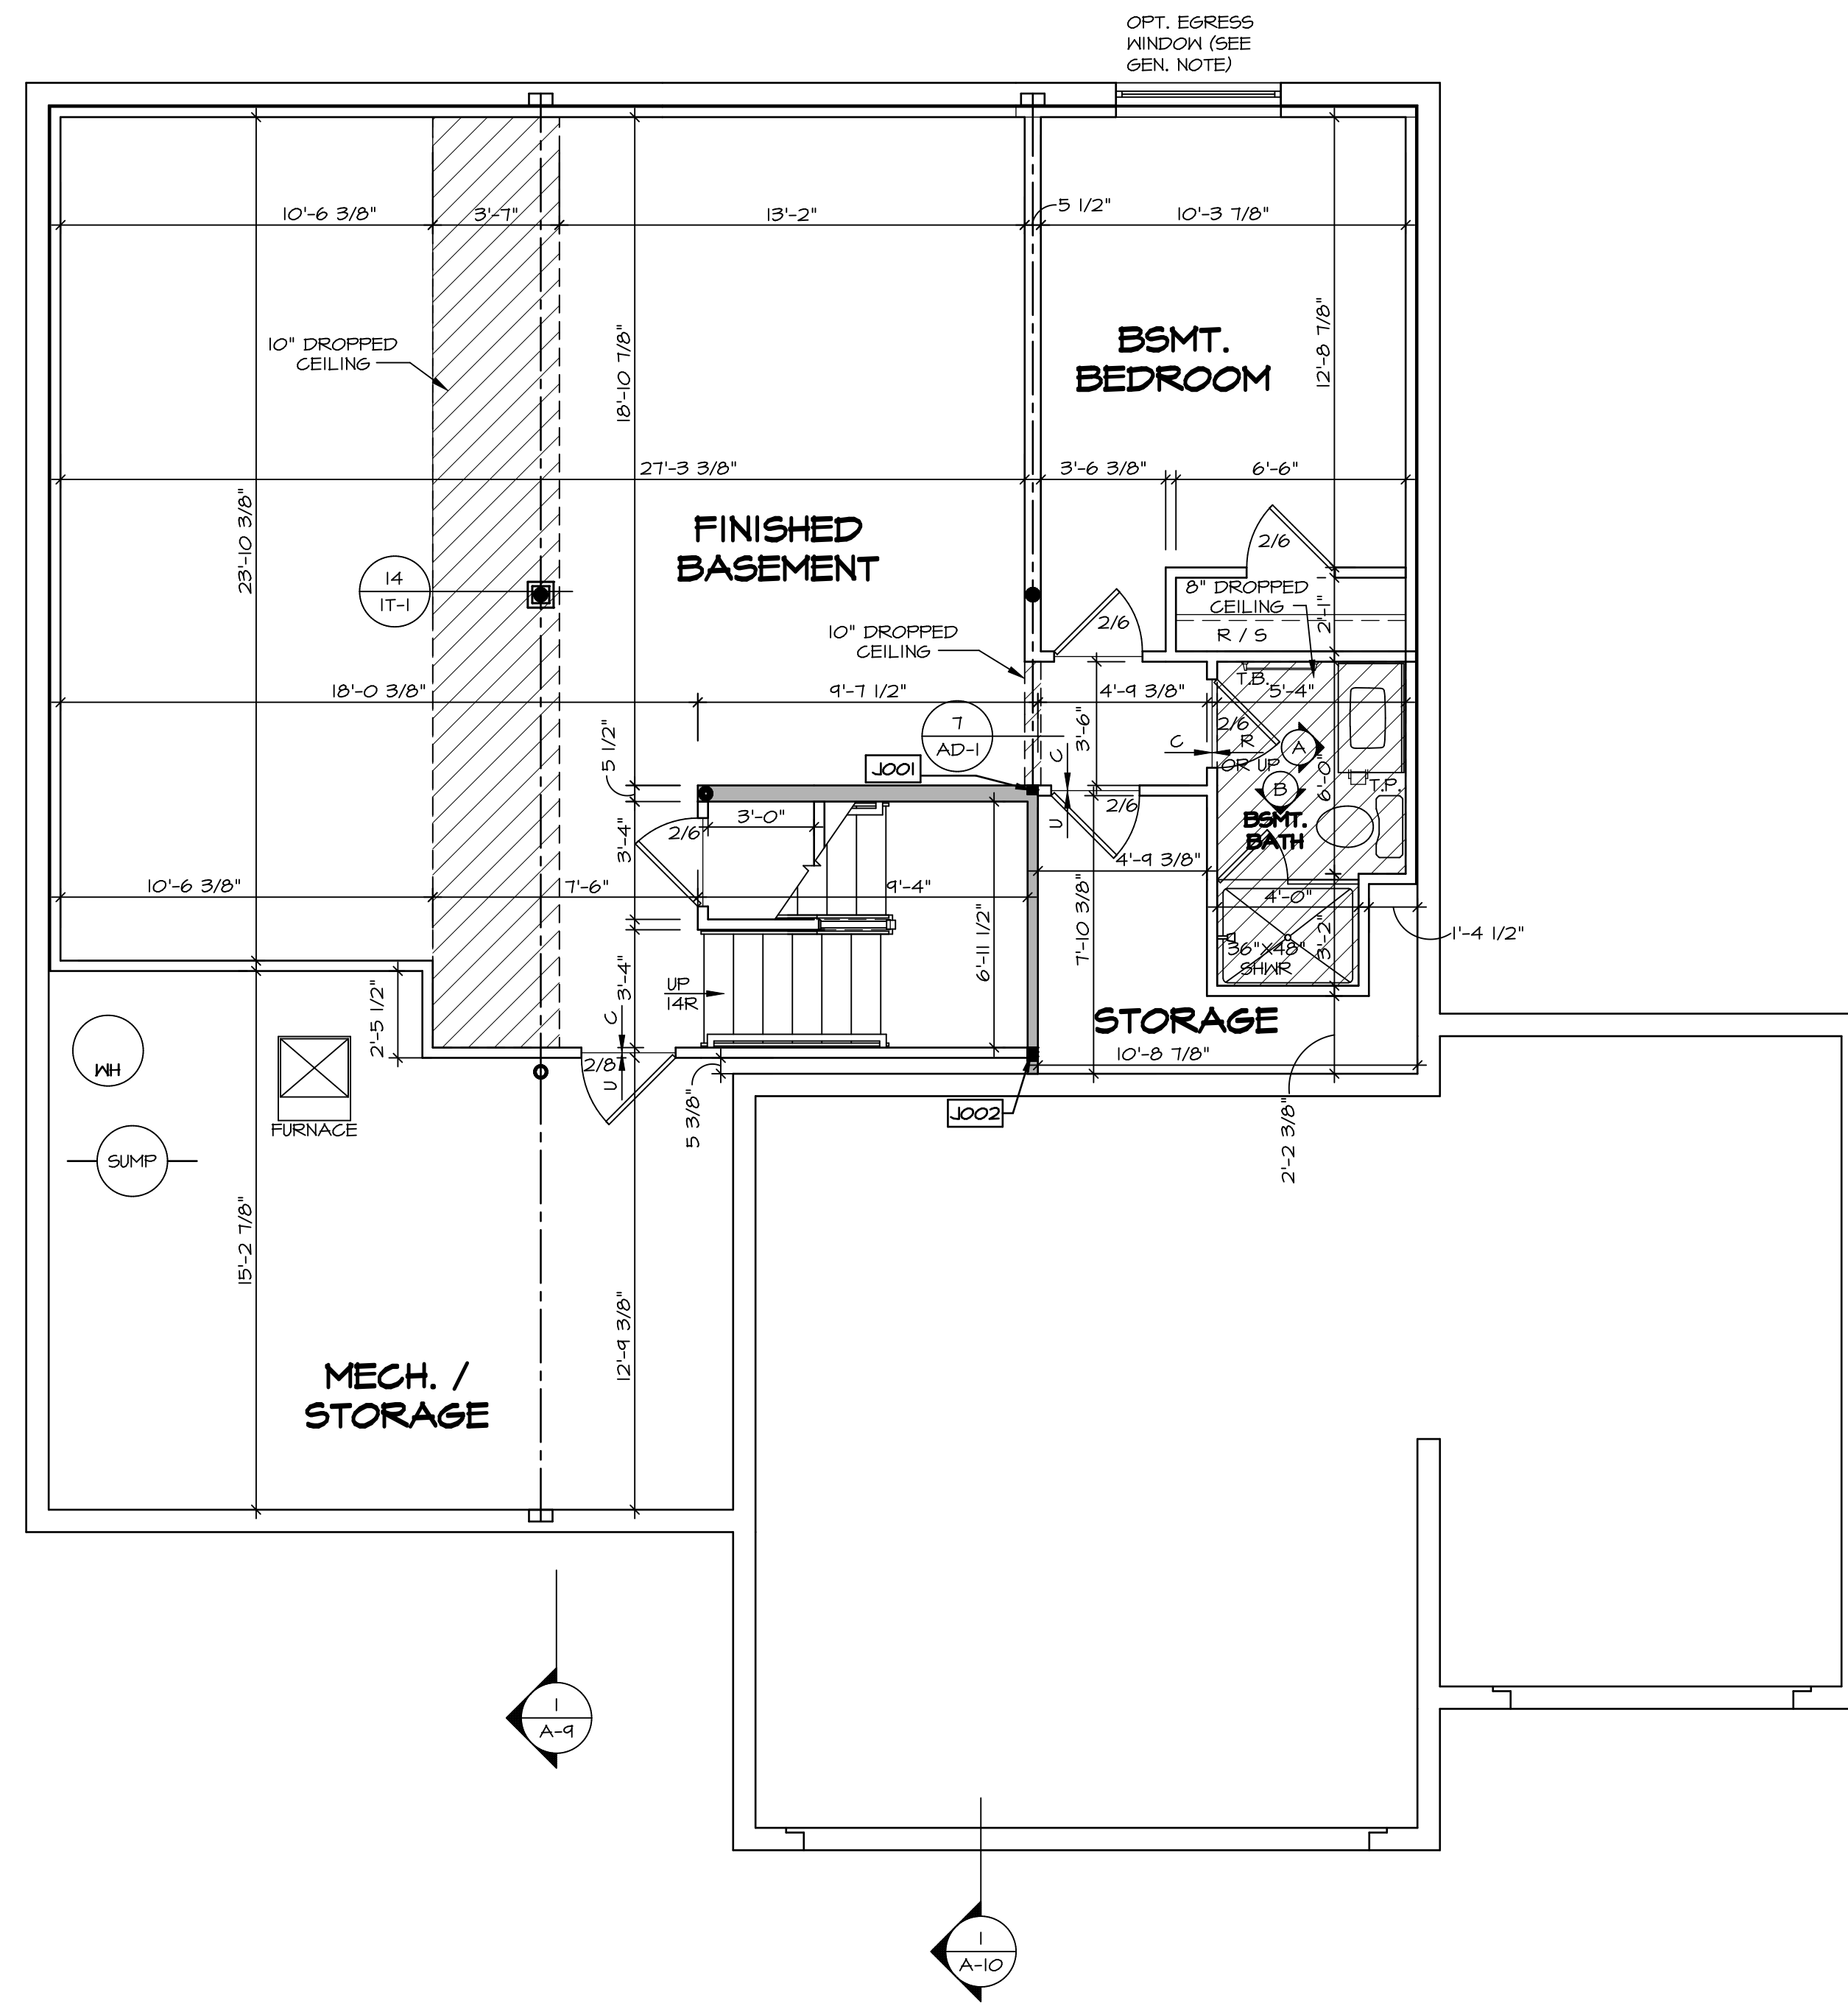 OPT. EGRESS
WINDOW (SEE
GEN. NOTE)
10'-6 3/8"
3'-7"
13'-2"
5 1/2"
10'-3 7/8"
10" DROPPED
CEILING
18'-10 7/8"
BSMT.
BEDROOM
12'-8 7/8"
27'-3 3/8"
3'-6 3/8"
6'-6"
23'-10 3/8"
FINISHED
BASEMENT
2/6
14
1T-1
8" DROPPED
CEILING
2'-1"
R / S
2/6
10" DROPPED
CEILING
18'-0 3/8"
9'-7 1/2"
4'-9 3/8"
T.B.
5'-4"
2/6
7
AD-1
3'-6"
C
C
R
OR UP
A
5 1/2"
J001
6'-0"
T.P.
B
U
2/6
3'-0"
2/6
3'-4"
BSMT.
BATH
4'-9 3/8"
10'-6 3/8"
7'-6"
9'-4"
4'-0"
6'-11 1/2"
7'-10 3/8"
3'-2"
1'-4 1/2"
36"X48"
SHWR
UP
14R
3'-4"
C
2'-5 1/2"
STORAGE
10'-8 7/8"
WH
2/8
U
5 3/8"
J002
2'-2 3/8"
FURNACE
SUMP
15'-2 7/8"
12'-9 3/8"
MECH. /
STORAGE
1
A-9
1
A-10